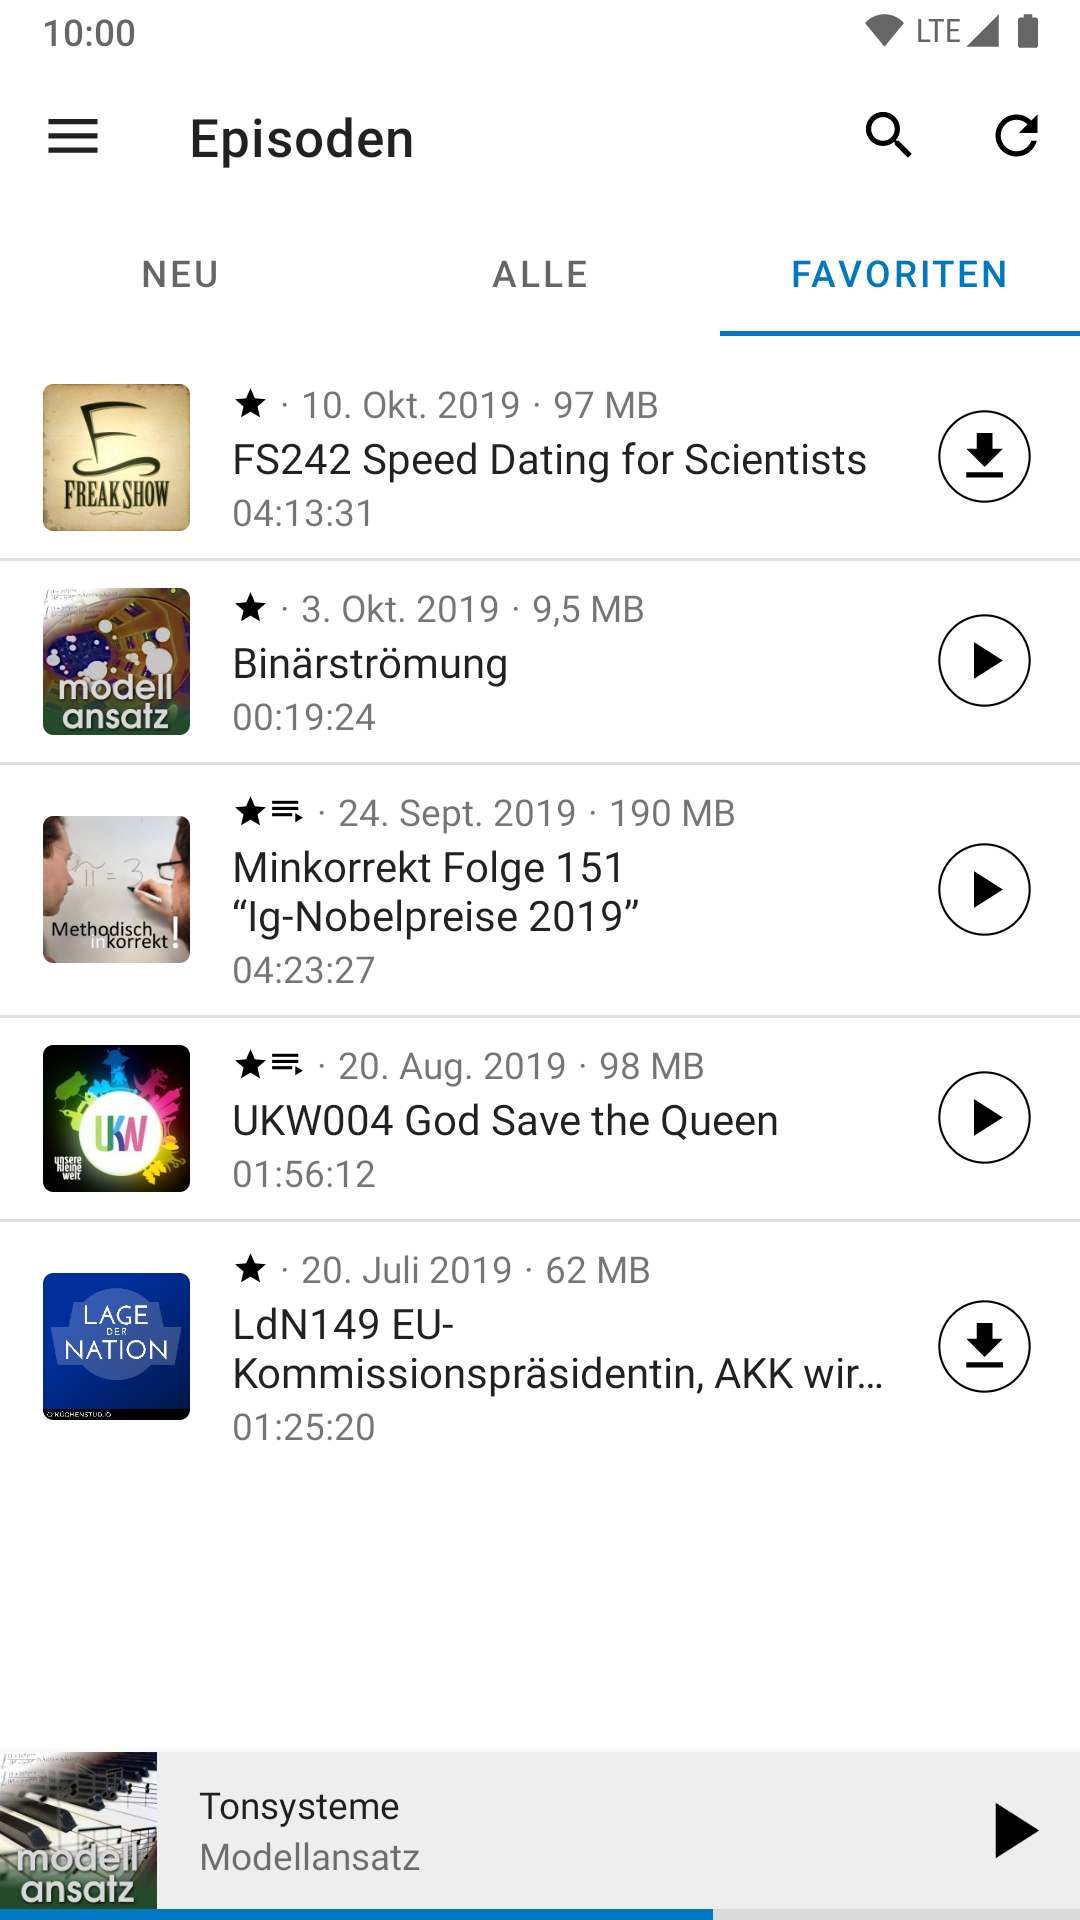 10:00
LTE
Episoden
NEU
ALLE
FAVORITEN
FREAK SHOW
· 10. Okt. 2019 · 97 MB
FS242 Speed Dating for Scientists
04:13:31
modell
ansatz
· 3. Okt. 2019 · 9,5 MB
Binärströmung
00:19:24
π = 3
Methodisch
inkorrekt!
· 24. Sept. 2019 · 190 MB
Minkorrekt Folge 151
“Ig-Nobelpreise 2019”
04:23:27
UKW
unsere
kleine
welt
· 20. Aug. 2019 · 98 MB
UKW004 God Save the Queen
01:56:12
LAGE
DER
NATION
KÜCHENSTUD.IO
· 20. Juli 2019 · 62 MB
LdN149 EU-
Kommissionspräsidentin, AKK wir…
01:25:20
modell
ansatz
Tonsysteme
Modellansatz